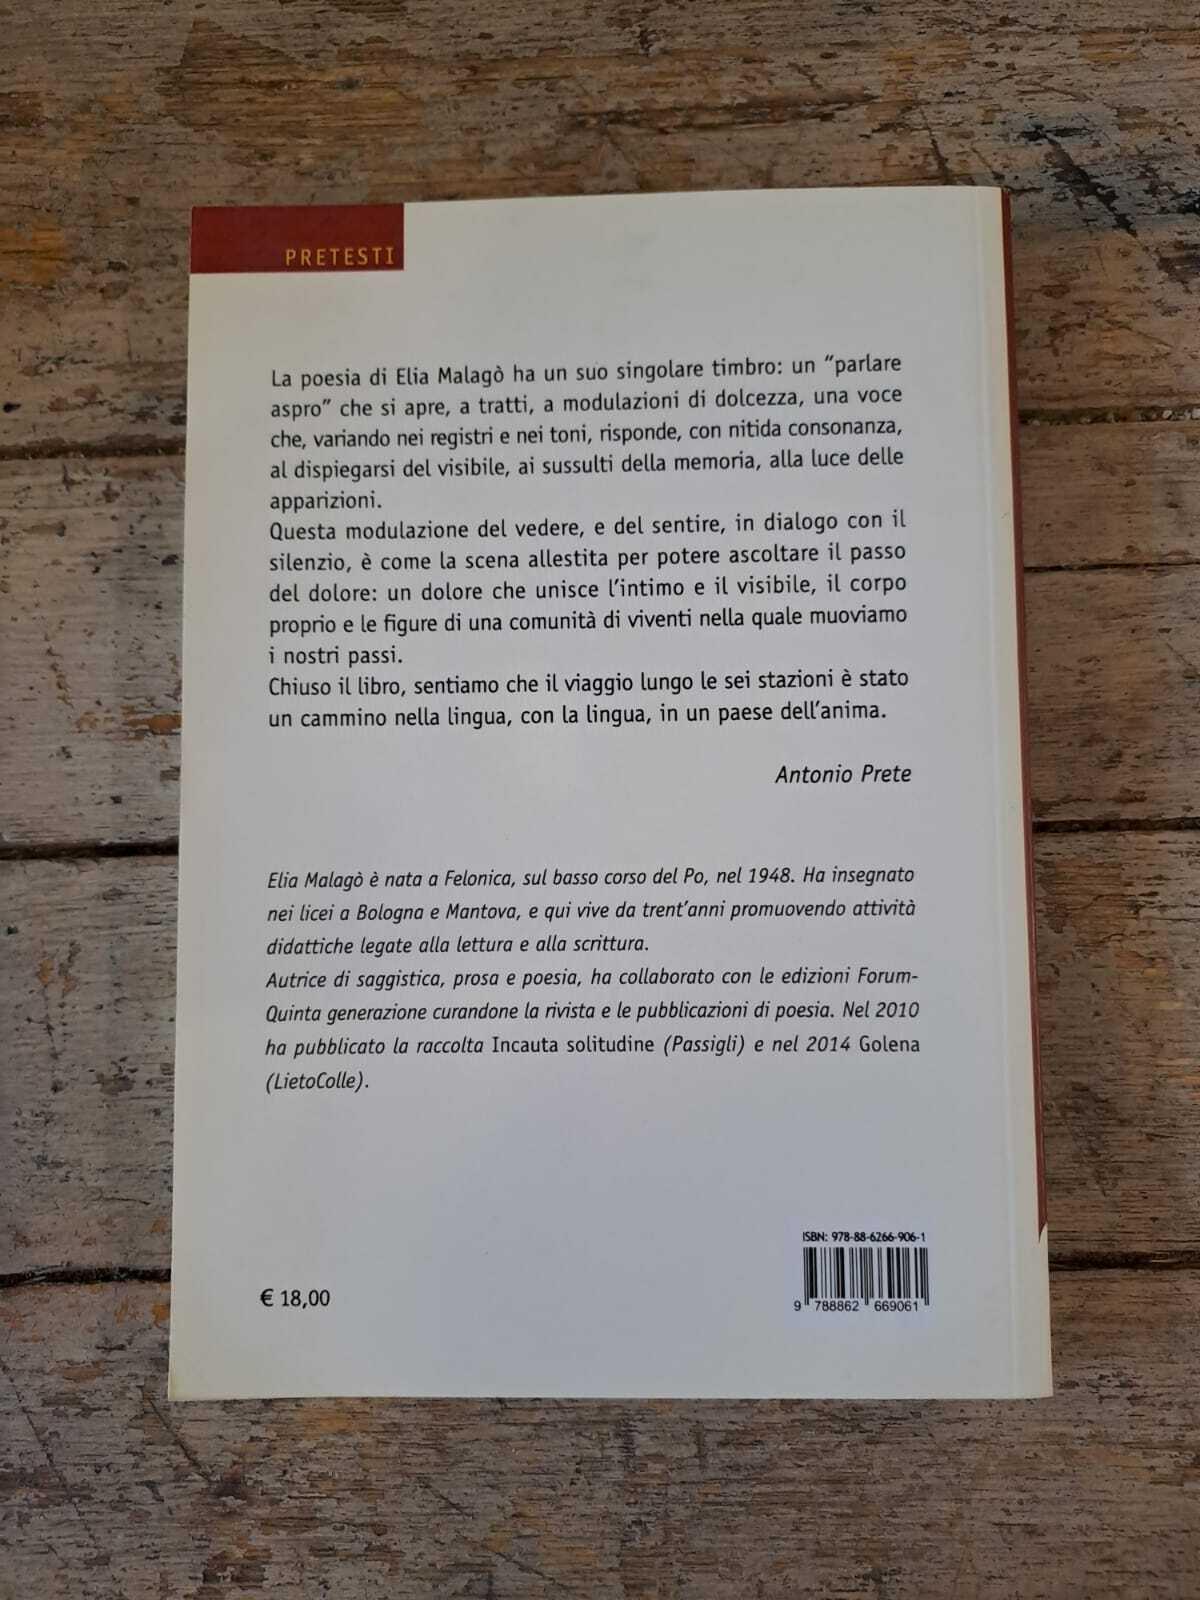 PRETESTI
La poesia di Elia Malagò ha un suo singolare timbro: un “parlare
aspro” che si apre, a tratti, a modulazioni di dolcezza, una voce
che, variando nei registri e nei toni, risponde, con nitida consonanza,
al dispiegarsi del visibile, ai sussulti della memoria, alla luce delle
apparizioni.
Questa modulazione del vedere, e del sentire, in dialogo con il
silenzio, è come la scena allestita per potere ascoltare il passo
del dolore: un dolore che unisce l’intimo e il visibile, il corpo
proprio e le figure di una comunità di viventi nella quale muoviamo
i nostri passi.
Chiuso il libro, sentiamo che il viaggio lungo le sei stazioni è stato
un cammino nella lingua, con la lingua, in un paese dell’anima.
Antonio Prete
Elia Malagò è nata a Felonica, sul basso corso del Po, nel 1948. Ha insegnato
nei licei a Bologna e Mantova, e qui vive da trent’anni promuovendo attività
didattiche legate alla lettura e alla scrittura.
Autrice di saggistica, prosa e poesia, ha collaborato con le edizioni Forum-
Quinta generazione curandone la rivista e le pubblicazioni di poesia. Nel 2010
ha pubblicato la raccolta Incauta solitudine (Passigli) e nel 2014 Golena
(LietoColle).
ISBN: 978-88-6266-906-1
9 788862 669061
€ 18,00